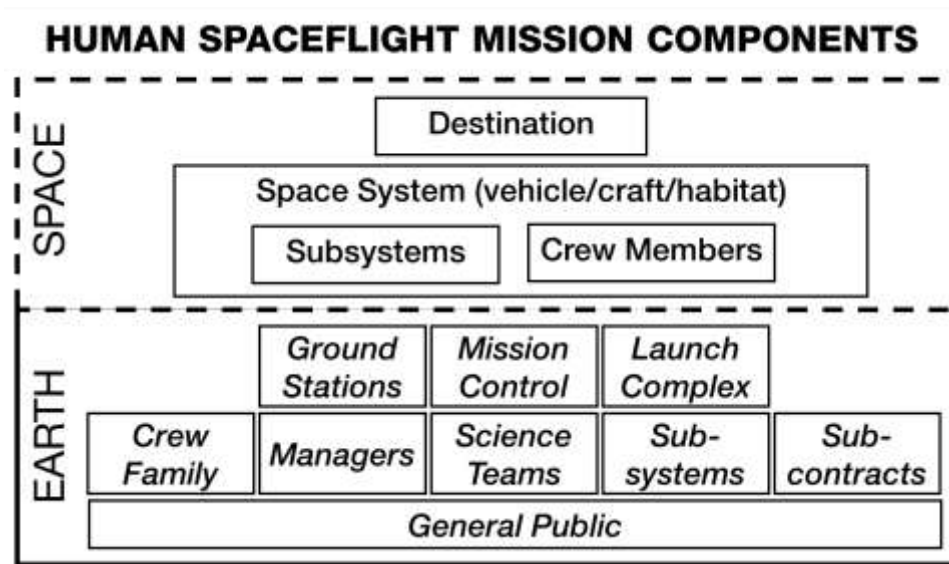 HUMAN SPACEFLIGHT MISSION COMPONENTS
SPACE
Destination
Space System (vehicle/craft/habitat)
Subsystems
Crew Members
EARTH
Ground
Stations
Mission
Control
Launch
Complex
Crew
Family
Managers
Science
Teams
Sub-
systems
Sub-
contracts
General Public